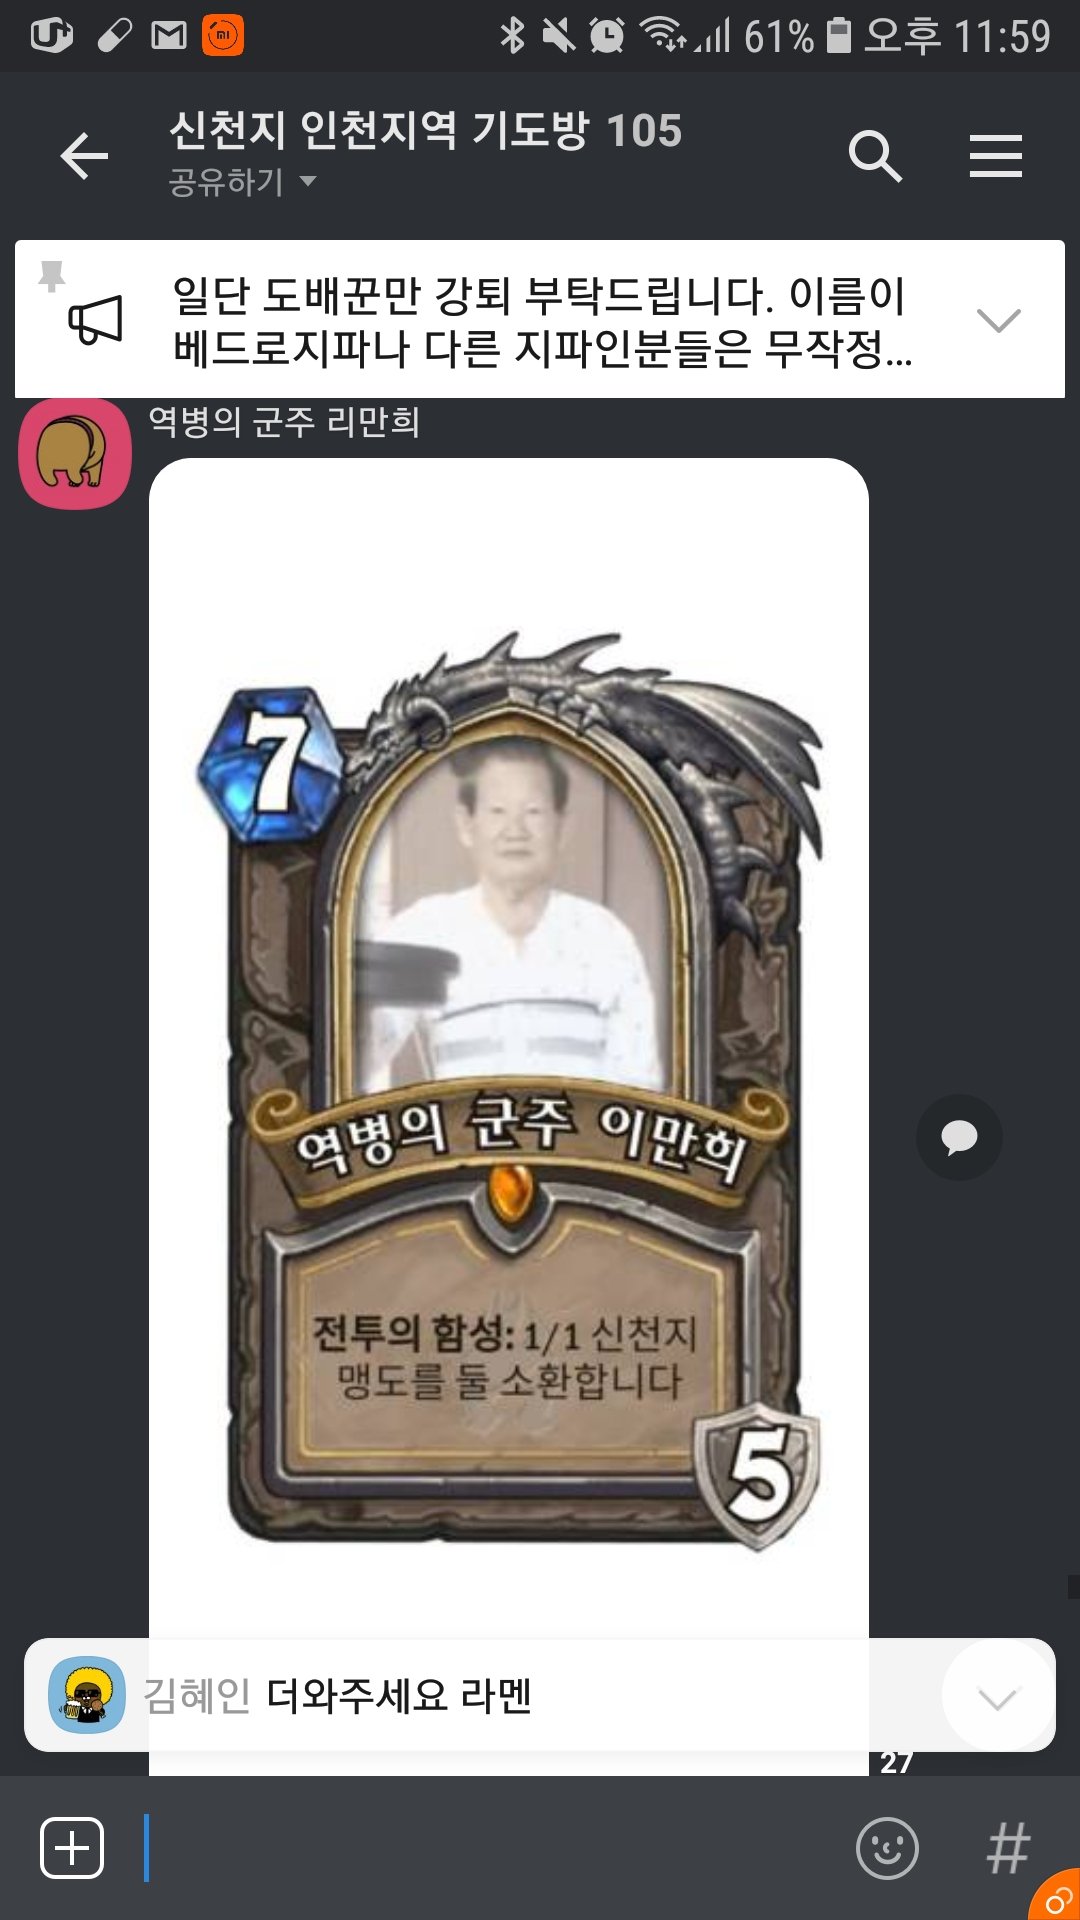 61% 오후 11:59
신천지 인천지역 기도방 105
공유하기
일단 도배꾼만 강퇴 부탁드립니다. 이름이
베드로지파나 다른 지파인분들은 무작정...
역병의 군주 리만희
7
역병의 군주 이만희
전투의 함성: 1/1 신천지
맹도를 둘 소환합니다
5
김혜인 더와주세요 라멘
27
#